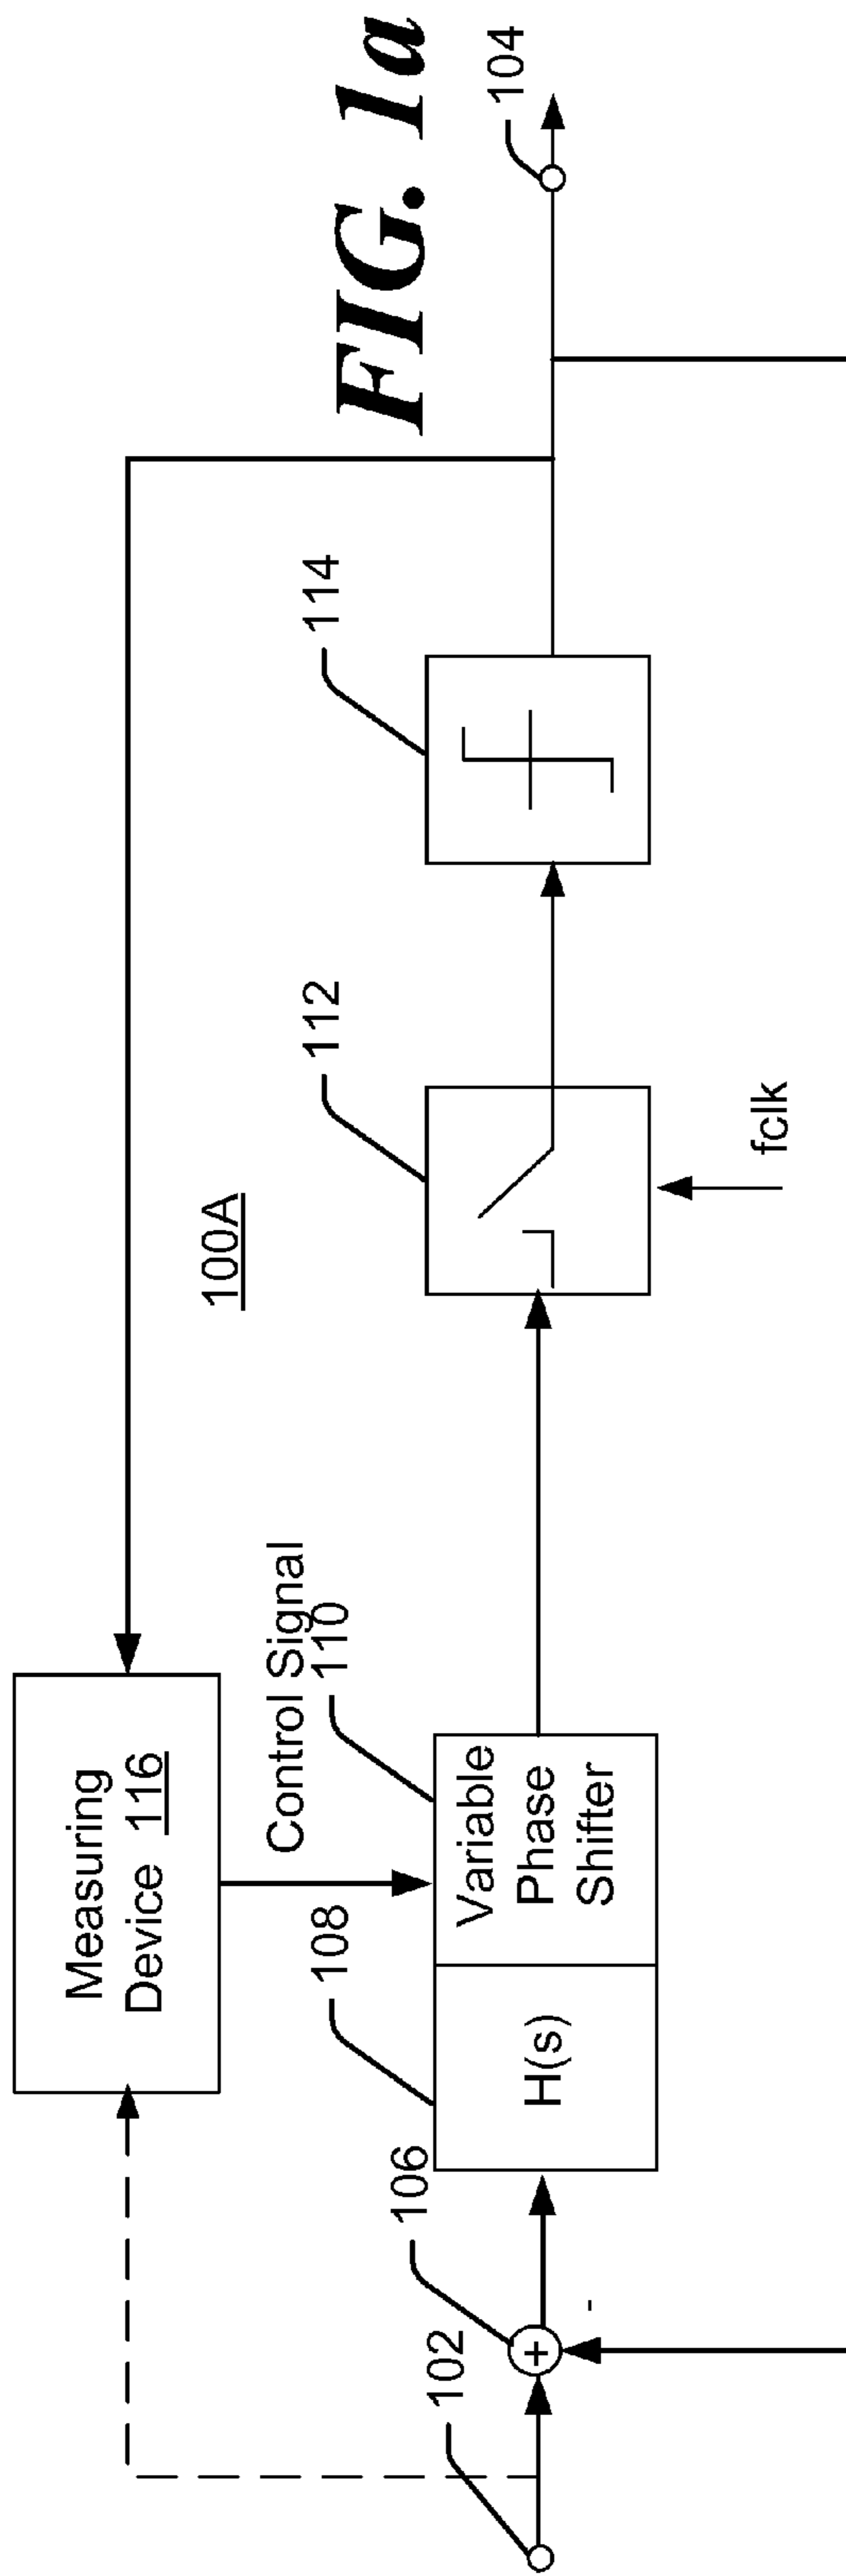 FIG. 1a
Measuring
Device 116
100A
Control Signal
102
106
108
110
112
114
104
+
-
H(s)
Variable
Phase
Shifter
fclk